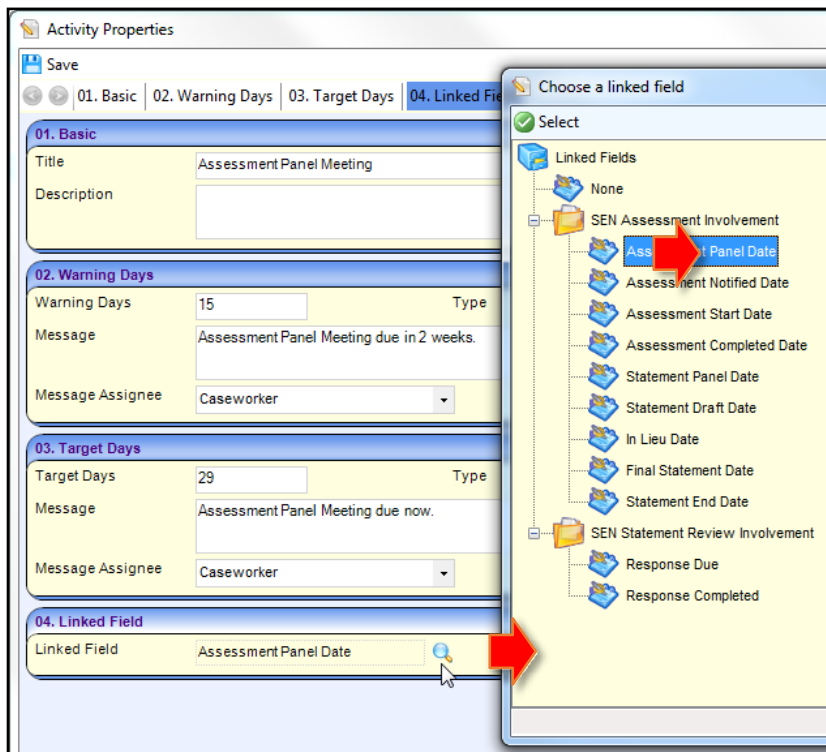 Activity Properties
Save
01. Basic
02. Warning Days
03. Target Days
04. Linked
01. Basic
Title
Assessment Panel Meeting
Description
02. Warning Days
Warning Days
15
Type
Message
Assessment Panel Meeting due in 2 weeks.
Message Assignee
Caseworker
03. Target Days
Target Days
29
Type
Message
Assessment Panel Meeting due now.
Message Assignee
Caseworker
04. Linked Field
Linked Field
Assessment Panel Date
Choose a linked field
Select
Linked Fields
None
SEN Assessment Involvement
Panel Date
Assessment Notified Date
Assessment Start Date
Assessment Completed Date
Statement Panel Date
Statement Draft Date
In Lieu Date
Final Statement Date
Statement End Date
SEN Statement Review Involvement
Response Due
Response Completed